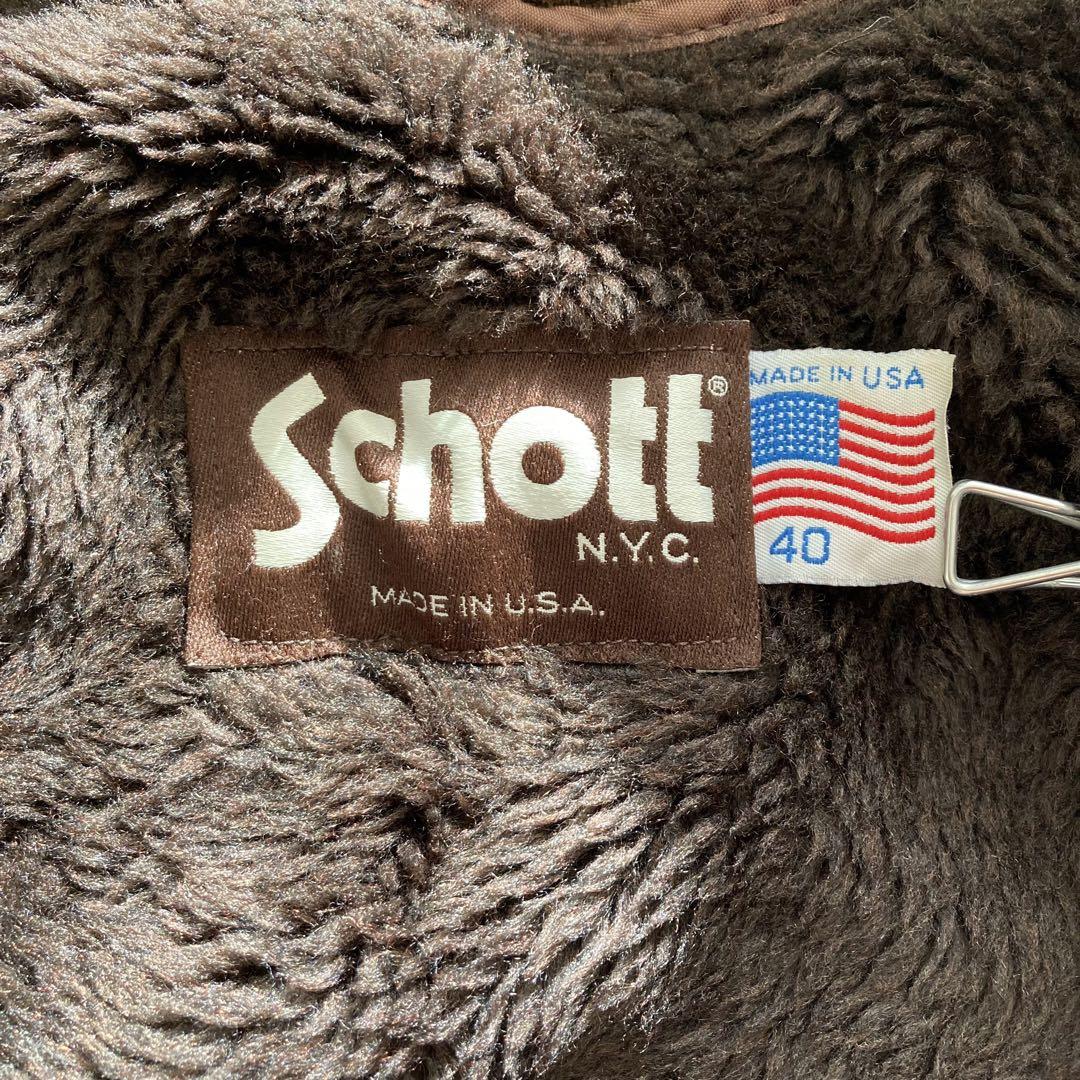 Schott®
N.Y.C.
MADE IN U.S.A.
MADE IN USA
40